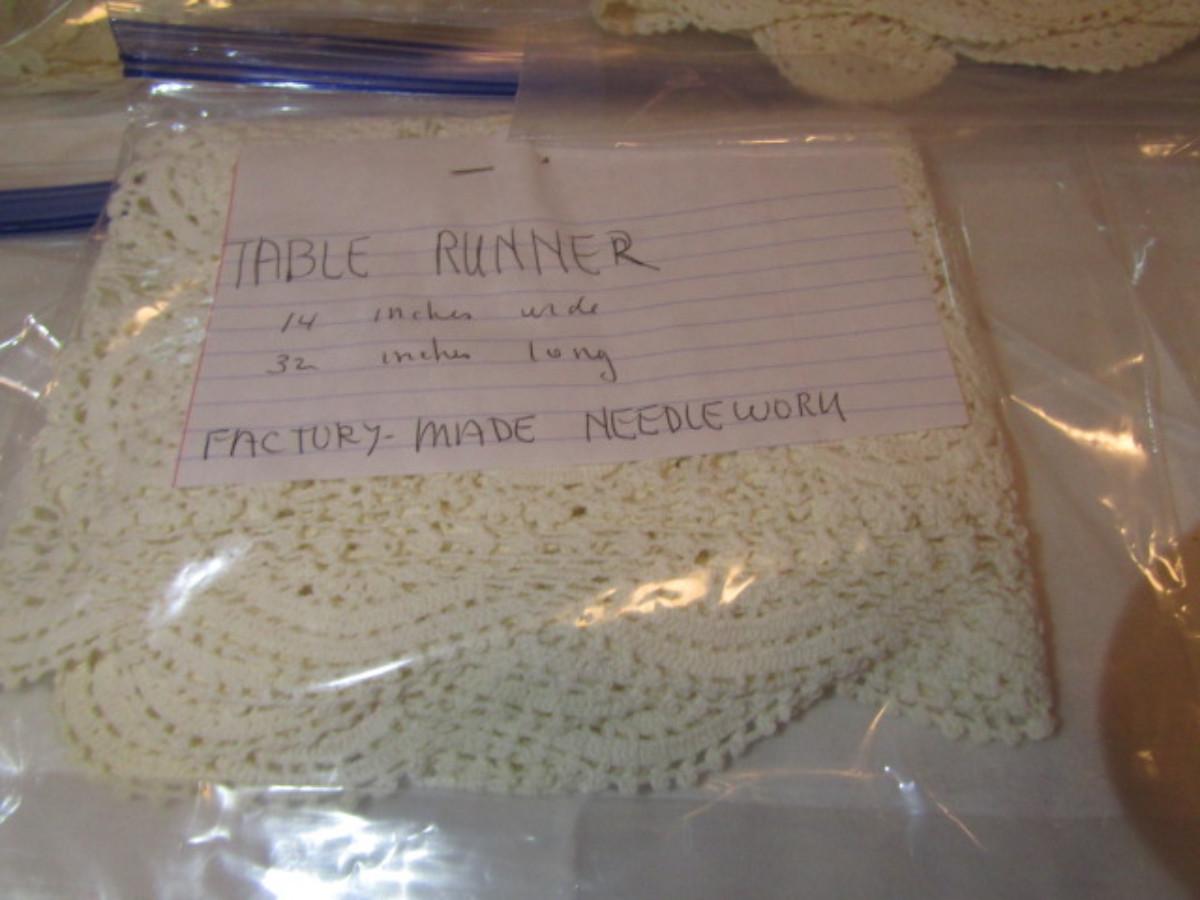 TABLE RUNNER
14 inches wide
32 inches long
FACTORY-MADE NEEDLEWORK